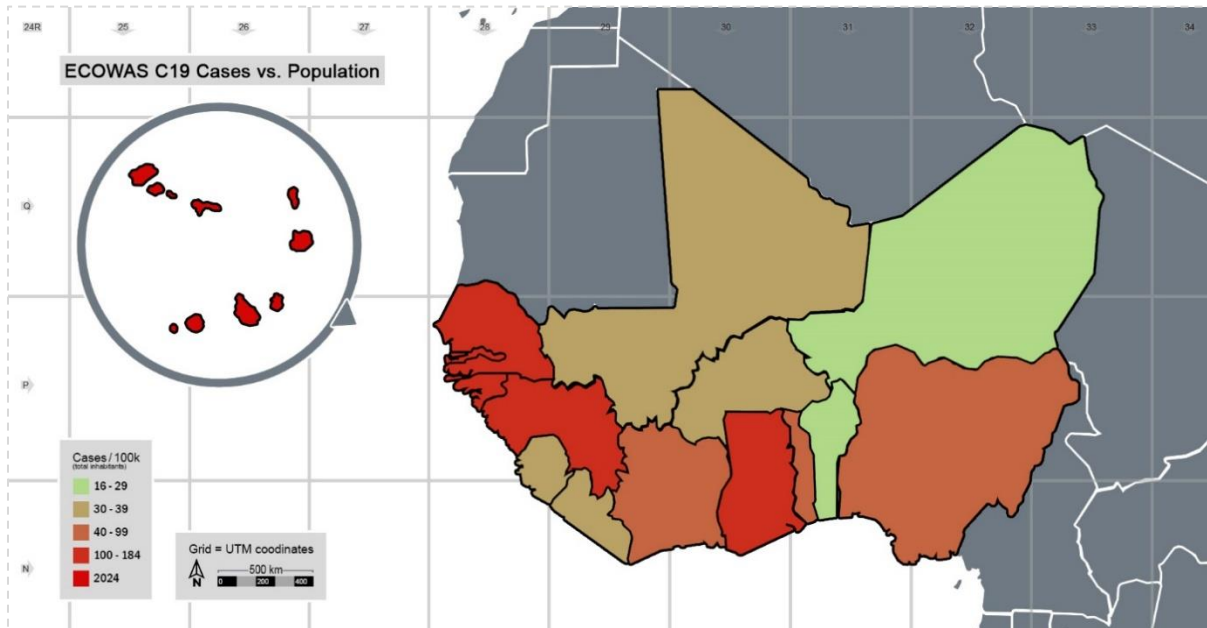 24R 25 26 27 28 29 30 31 32 33 34
ECOWAS C19 Cases vs. Population
Q
P
N
Cases / 100k
(total inhabitants)
16 - 29
30 - 39
40 - 99
100 - 184
2024
Grid = UTM coodinates
500 km
N
0 200 400